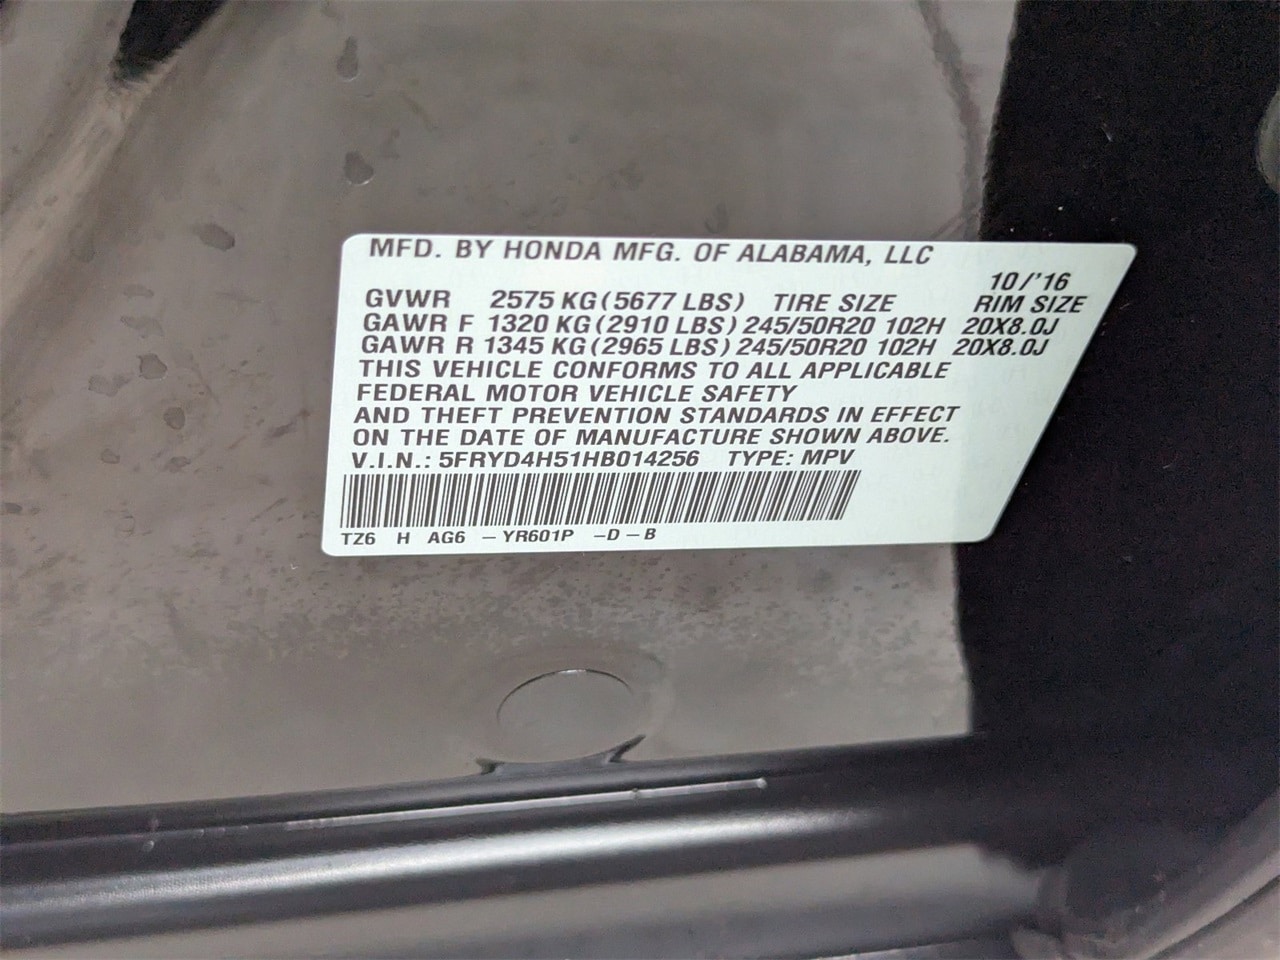 MFD. BY HONDA MFG. OF ALABAMA, LLC
10/'16
GVWR 2575 KG (5677 LBS) TIRE SIZE RIM SIZE
GAWR F 1320 KG (2910 LBS) 245/50R20 102H 20X8.0J
GAWR R 1345 KG (2965 LBS) 245/50R20 102H 20X8.0J
THIS VEHICLE CONFORMS TO ALL APPLICABLE
FEDERAL MOTOR VEHICLE SAFETY
AND THEFT PREVENTION STANDARDS IN EFFECT
ON THE DATE OF MANUFACTURE SHOWN ABOVE.
V.I.N.: 5FRYD4H51HB014256 TYPE: MPV
TZ6 H AG6 – YR601P –D – B